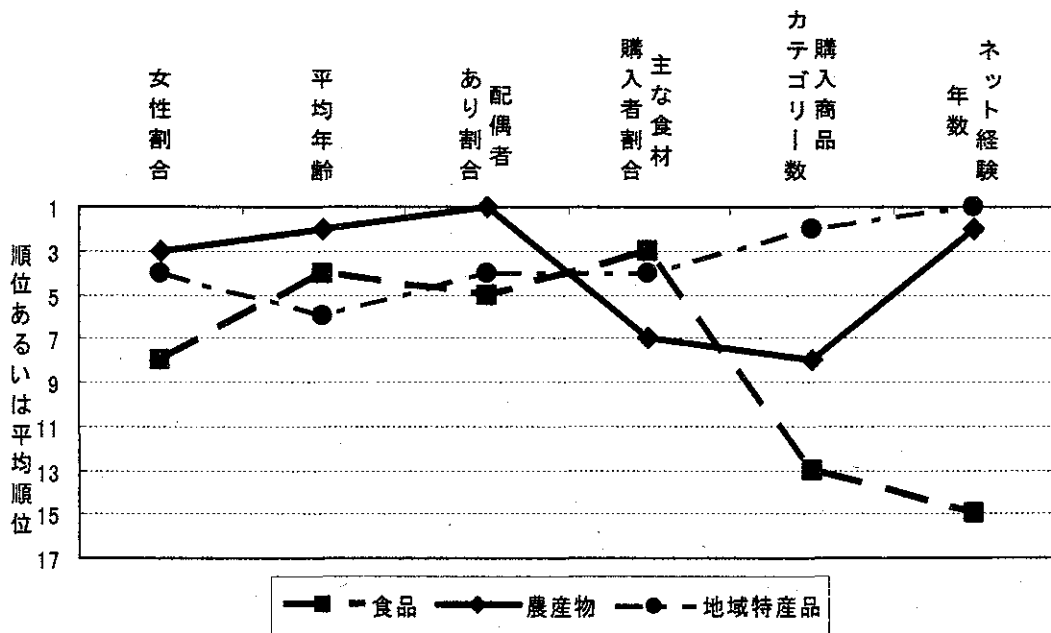 女性割合
平均年齢
配偶者
あり割合
主な食材
購入者割合
購入商品
カテゴリー数
ネット経験
年数
順位あるいは平均順位
1
3
5
7
9
11
13
15
17
食品
農産物
地域特産品